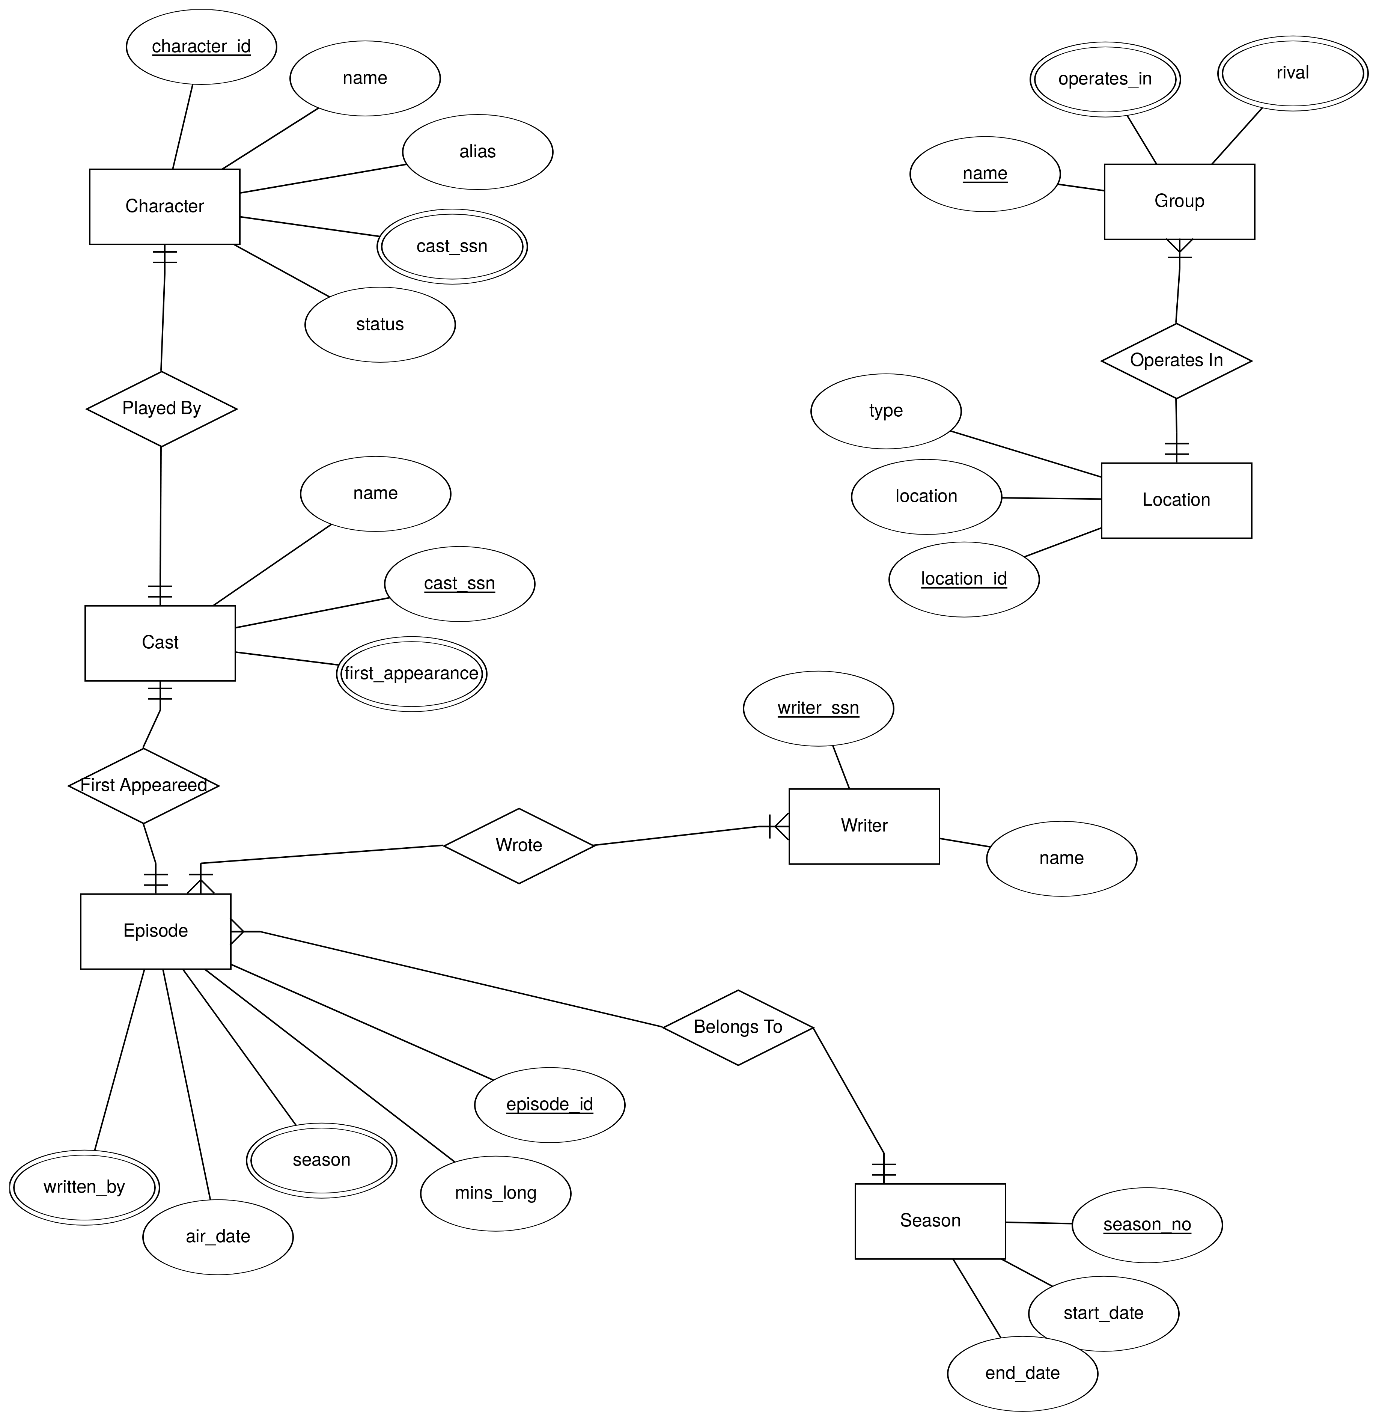 character_id
name
alias
Character
cast_ssn
status
Played By
name
cast_ssn
Cast
first_appearance
First Appeareed
operates_in
rival
name
Group
Operates In
type
location
Location
location_id
writer_ssn
Writer
name
Wrote
Episode
Belongs To
episode_id
season
mins_long
written_by
air_date
Season
season_no
start_date
end_date